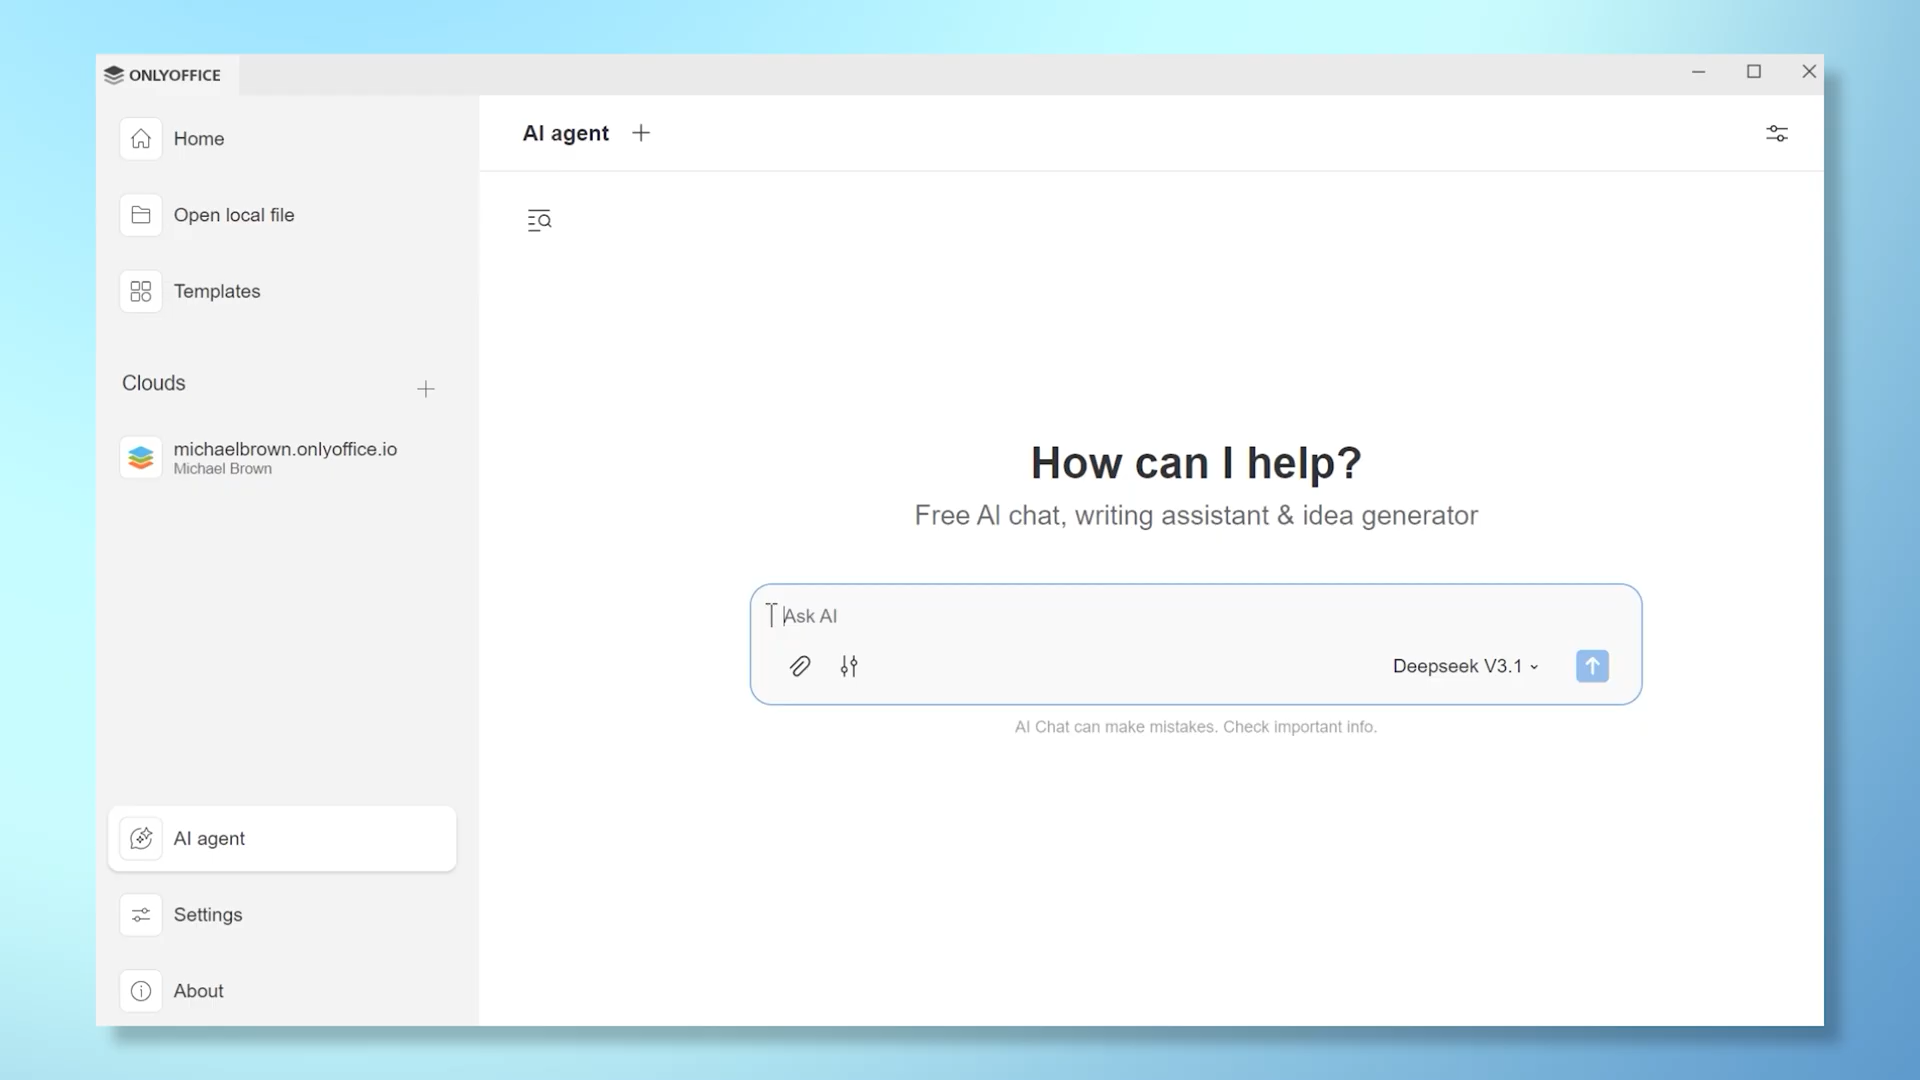 ONLYOFFICE
Home
Open local file
Templates
Clouds
michaelbrown.onlyoffice.io
Michael Brown
AI agent
Settings
About
AI agent
How can I help?
Free AI chat, writing assistant & idea generator
Ask AI
Deepseek V3.1
AI Chat can make mistakes. Check important info.